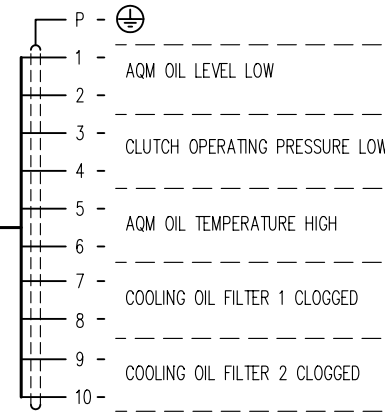 P -
1 -
AQM OIL LEVEL LOW
2 -
3 -
CLUTCH OPERATING PRESSURE LOW
4 -
5 -
AQM OIL TEMPERATURE HIGH
6 -
7 -
COOLING OIL FILTER 1 CLOGGED
8 -
9 -
COOLING OIL FILTER 2 CLOGGED
10 -